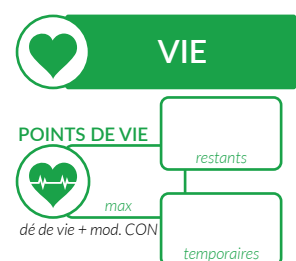 VIE
POINTS DE VIE
restants
max
dé de vie + mod. CON
temporaires